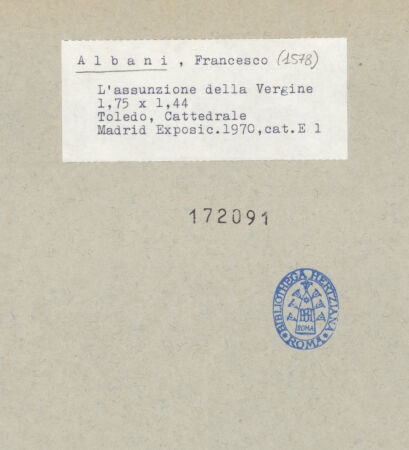 Albani, Francesco (1578)
L'assunzione della Vergine
1,75 x 1,44
Toledo, Cattedrale
Madrid Exposic.1970,cat.E 1
172091
BIBLIOTHECA HERTZIANA
ROMA
ROMA